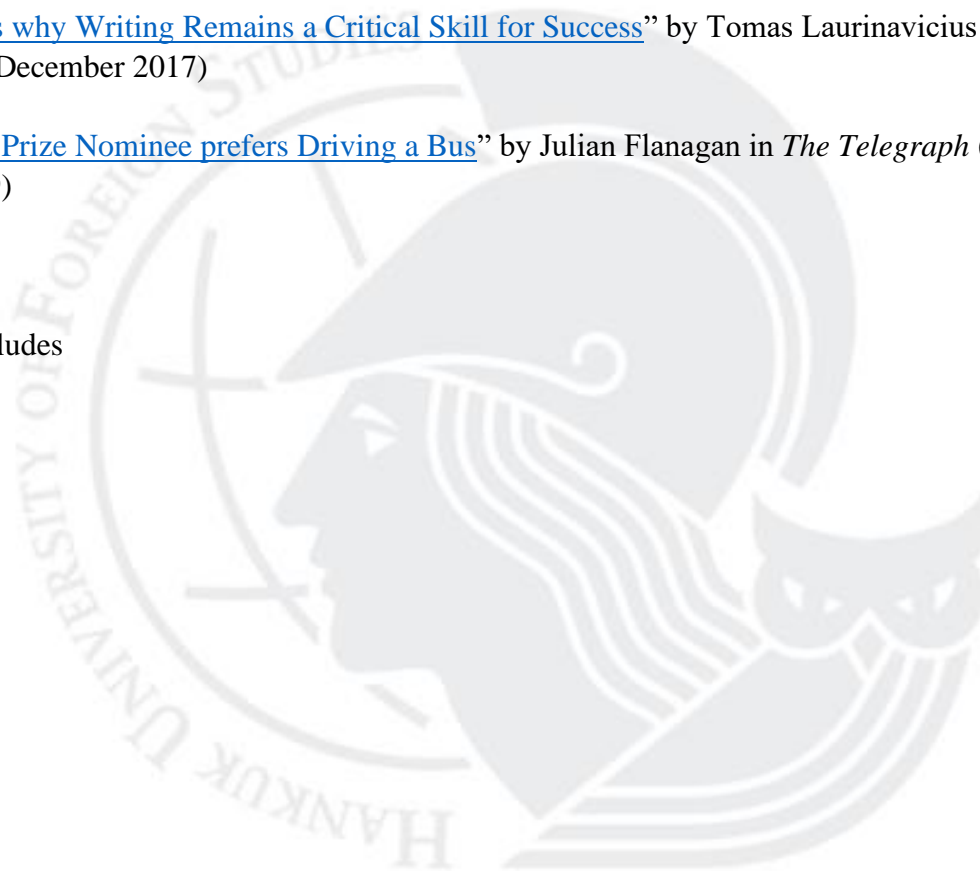 s why Writing Remains a Critical Skill for Success” by Tomas Laurinavicius
December 2017)
Prize Nominee prefers Driving a Bus” by Julian Flanagan in The Telegraph (
)
ludes
HANKUK UNIVERSITY OF FOREIGN STUDIES